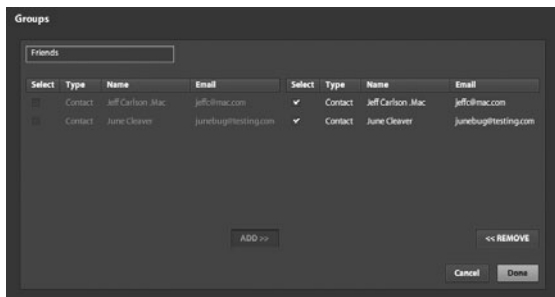 Groups
Friends
Select Type Name Email Select Type Name Email
Contact Jeff Carlson .Mac jeffc@mac.com Contact Jeff Carlson .Mac jeffc@mac.com
Contact June Cleaver junebug@testing.com Contact June Cleaver junebug@testing.com
ADD >> << REMOVE
Cancel Done